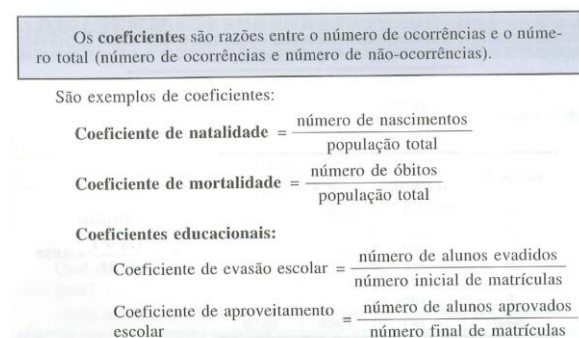 Os coeficientes são razões entre o número de ocorrências e o núme-
ro total (número de ocorrências e número de não-ocorrências).
São exemplos de coeficientes:
Coeficiente de natalidade = número de nascimentos
população total
Coeficiente de mortalidade = número de óbitos
população total
Coeficientes educacionais:
Coeficiente de evasão escolar = número de alunos evadidos
número inicial de matrículas
Coeficiente de aproveitamento escolar = número de alunos aprovados
número final de matrículas